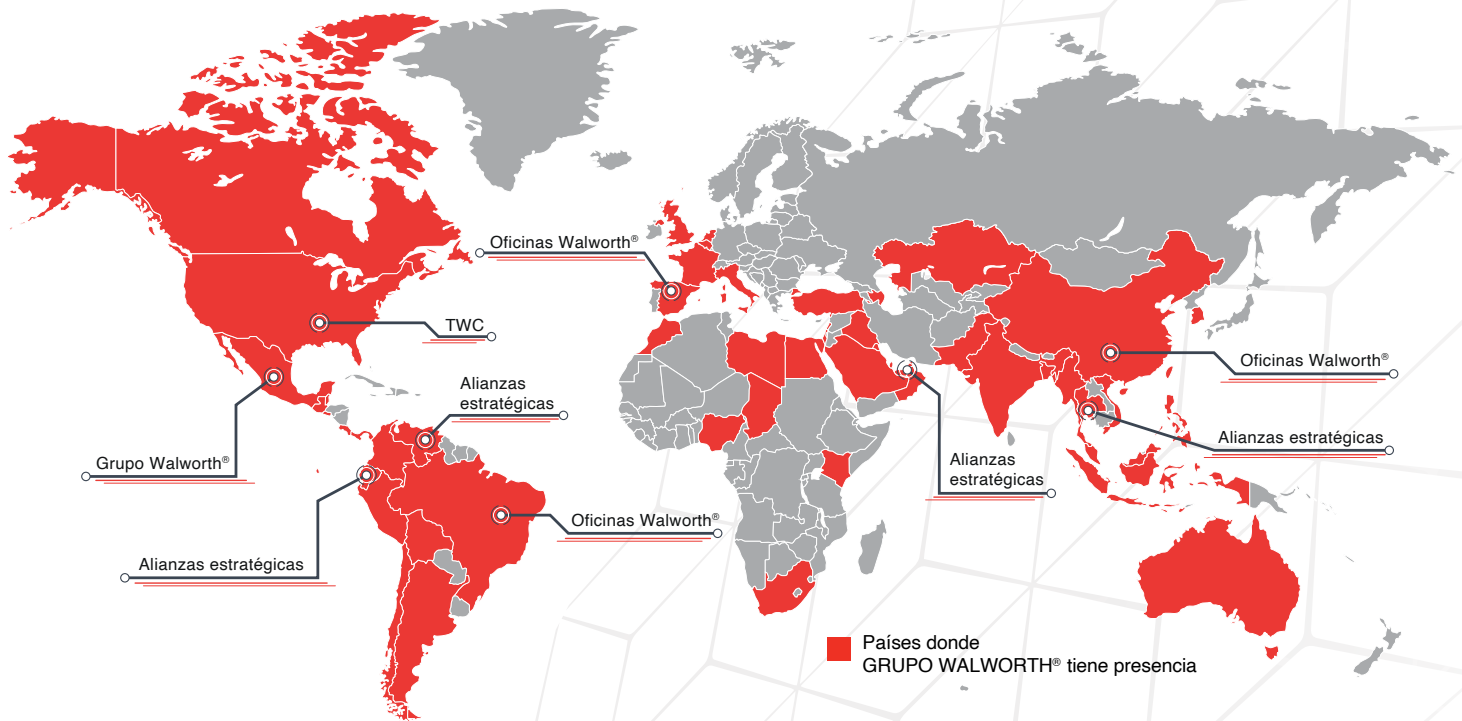 Oficinas Walworth®
TWC
Oficinas Walworth®
Alianzas
estratégicas
Alianzas estratégicas
Grupo Walworth®
Alianzas
estratégicas
Oficinas Walworth®
Alianzas estratégicas
Países donde
GRUPO WALWORTH® tiene presencia